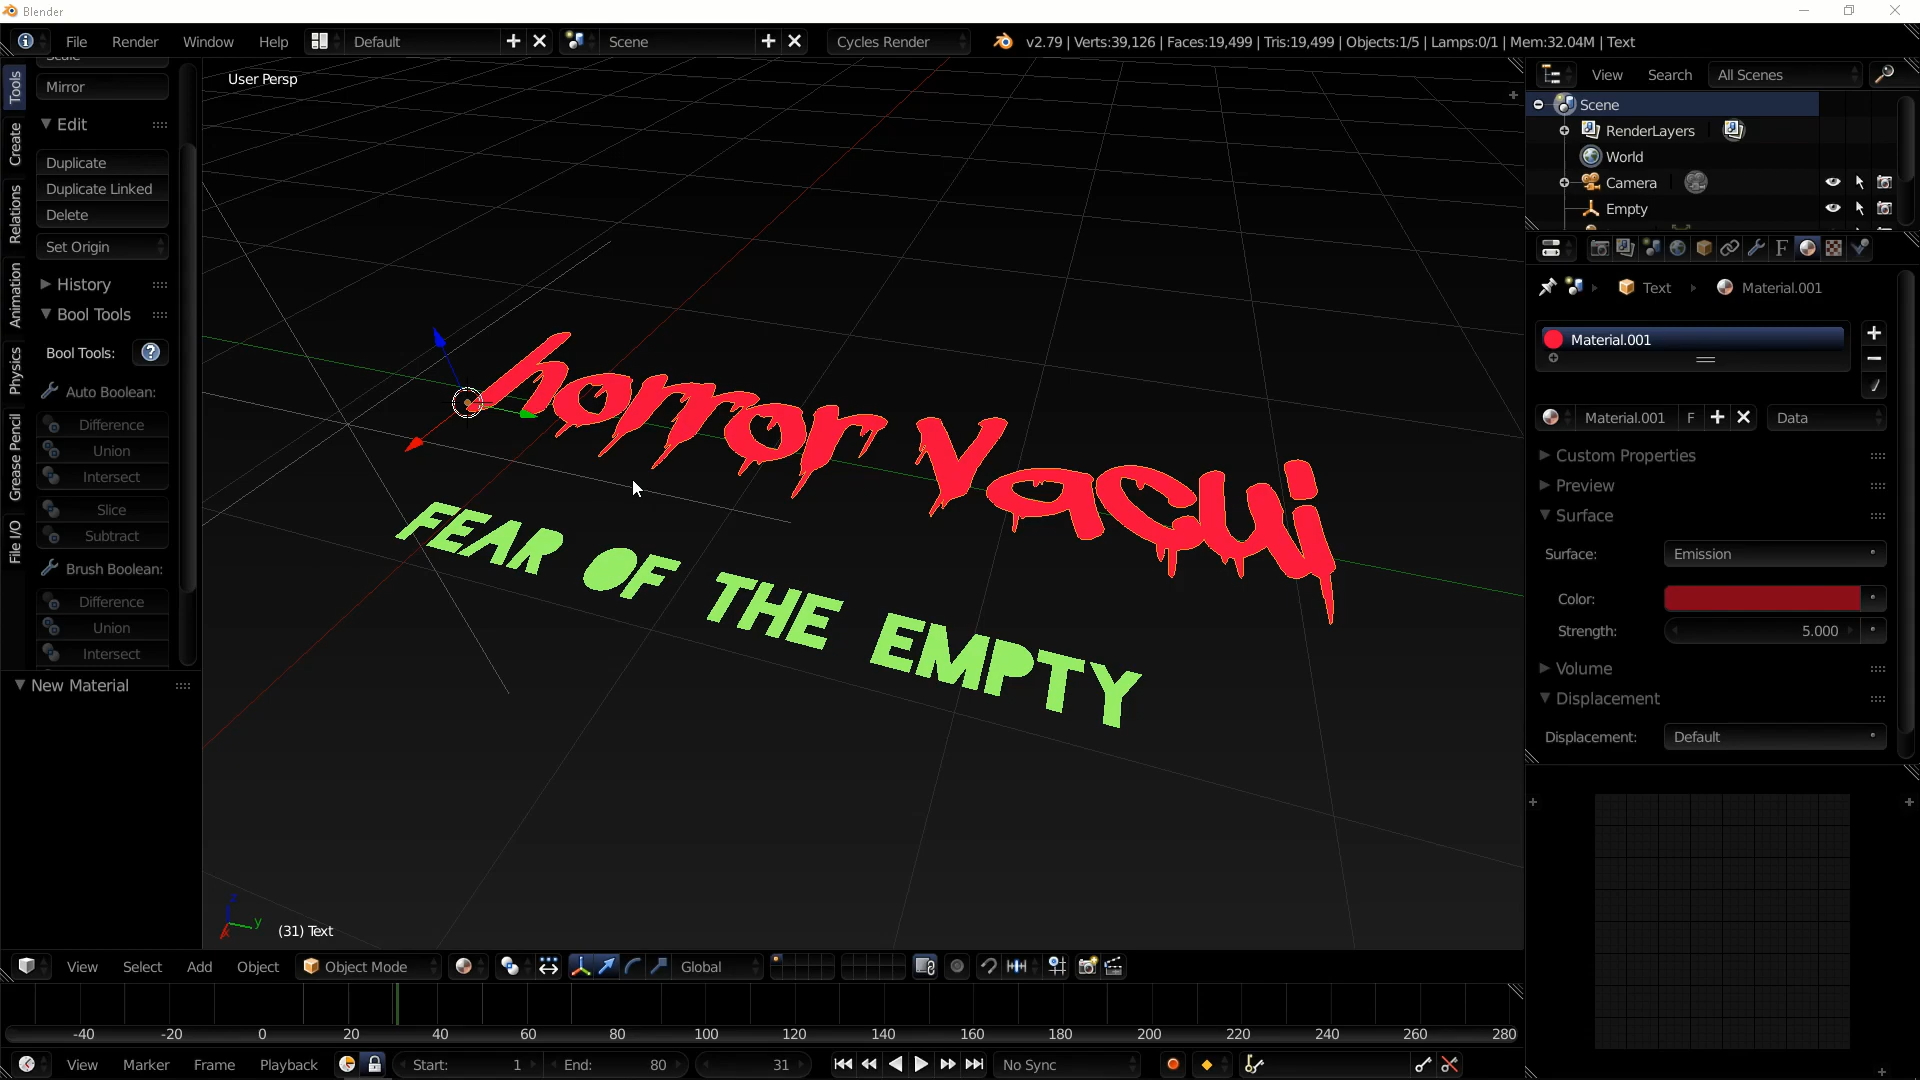 Blender
File Render Window Help Default Scene Cycles Render v2.79 | Verts:39,126 | Faces:19,499 | Tris:19,499 | Objects:1/5 | Lamps:0/1 | Mem:32.04M | Text
Tools
Create
Relations
Animation
Physics
Grease Pencil
File I/O
Scale
Mirror
Edit
Duplicate
Duplicate Linked
Delete
Set Origin
History
Bool Tools
Bool Tools:
Auto Boolean:
Difference
Union
Intersect
Slice
Subtract
Brush Boolean:
Difference
Union
Intersect
New Material
User Persp
horror vacui
FEAR OF THE EMPTY
z
y
x
(31) Text
View Search All Scenes
Scene
RenderLayers
World
Camera
Empty
Text Material.001
Material.001
Material.001 F Data
Custom Properties
Preview
Surface
Surface: Emission
Color:
Strength: 5.000
Volume
Displacement
Displacement: Default
View Select Add Object Object Mode Global
-40 -20 0 20 40 60 80 100 120 140 160 180 200 220 240 260 280
View Marker Frame Playback Start: 1 End: 80 31 No Sync